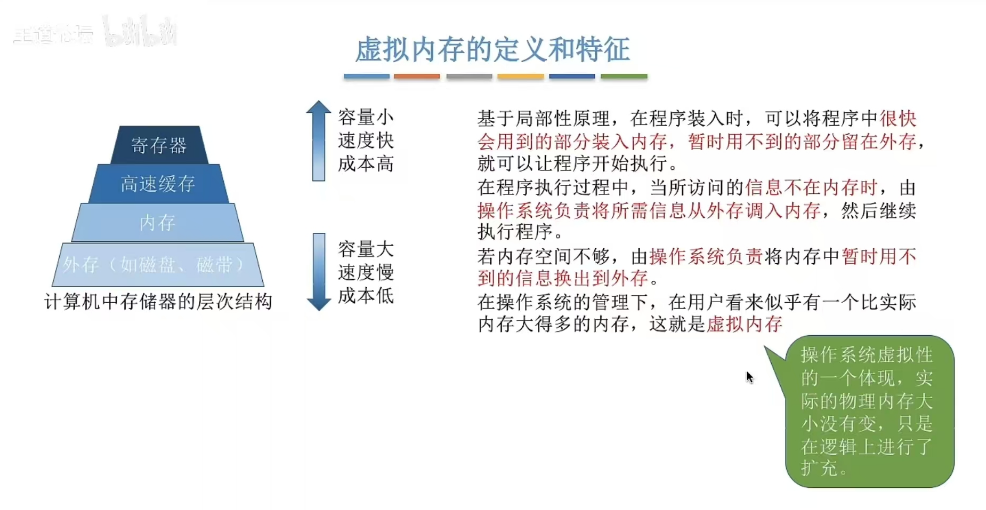 bilibili
虚拟内存的定义和特征
寄存器
高速缓存
内存
外存（如磁盘、磁带）
计算机中存储器的层次结构
容量小
速度快
成本高
容量大
速度慢
成本低
基于局部性原理，在程序装入时，可以将程序中很快
会用到的部分装入内存，暂时用不到的部分留在外存，
就可以让程序开始执行。
在程序执行过程中，当所访问的信息不在内存时，由
操作系统负责将所需信息从外存调入内存，然后继续
执行程序。
若内存空间不够，由操作系统负责将内存中暂时用不
到的信息换出到外存。
在操作系统的管理下，在用户看来似乎有一个比实际
内存大得多的内存，这就是虚拟内存
操作系统虚拟性
的一个体现，实
际的物理内存大
小没有变，只是
在逻辑上进行了
扩充。